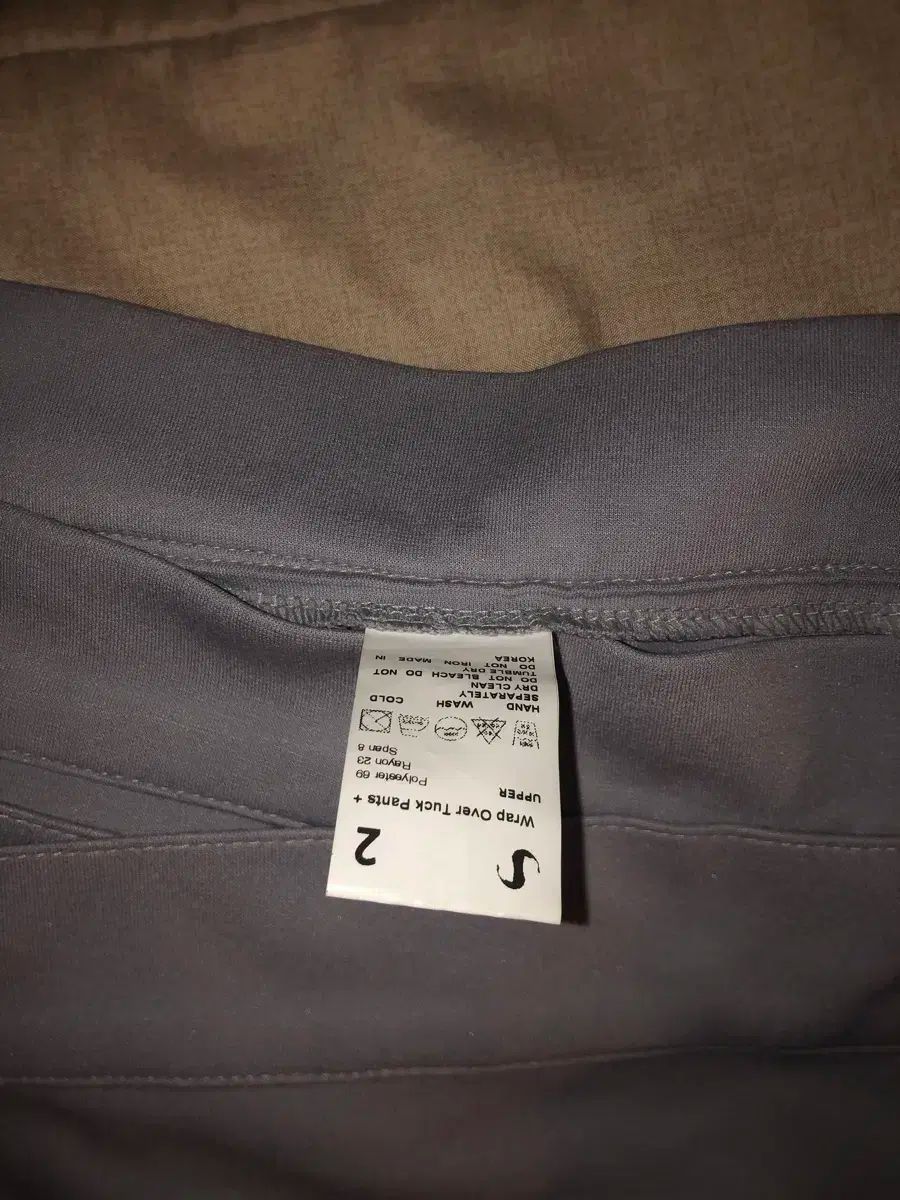 2
Wrap Over Tuck Pants +
UPPER
Polyester 69
Rayon 23
Span 8
HAND WASH COLD
SEPARATELY
DRY CLEAN
DO NOT BLEACH DO NOT
TUMBLE DRY
DO NOT IRON MADE IN
KOREA